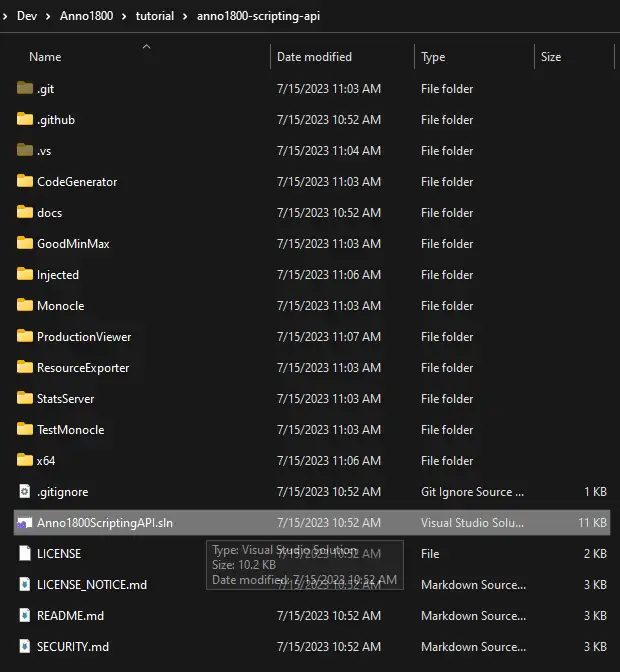 Dev > Anno1800 > tutorial > anno1800-scripting-api
Name Date modified Type Size
.git 7/15/2023 11:03 AM File folder
.github 7/15/2023 10:52 AM File folder
.vs 7/15/2023 11:04 AM File folder
CodeGenerator 7/15/2023 11:03 AM File folder
docs 7/15/2023 10:52 AM File folder
GoodMinMax 7/15/2023 11:03 AM File folder
Injected 7/15/2023 11:06 AM File folder
Monocle 7/15/2023 11:03 AM File folder
ProductionViewer 7/15/2023 11:07 AM File folder
ResourceExporter 7/15/2023 11:03 AM File folder
StatsServer 7/15/2023 11:03 AM File folder
TestMonocle 7/15/2023 11:03 AM File folder
x64 7/15/2023 11:06 AM File folder
.gitignore 7/15/2023 10:52 AM Git Ignore Source ... 1 KB
Anno1800ScriptingAPI.sln 7/15/2023 10:52 AM Visual Studio Solu... 11 KB
LICENSE 7/15/2023 10:52 AM File 2 KB
Type: Visual Studio Solution
Size: 10.2 KB
Date modified: 7/15/2023 10:52 AM
LICENSE_NOTICE.md 7/15/2023 10:52 AM Markdown Source... 3 KB
README.md 7/15/2023 10:52 AM Markdown Source... 3 KB
SECURITY.md 7/15/2023 10:52 AM Markdown Source... 3 KB